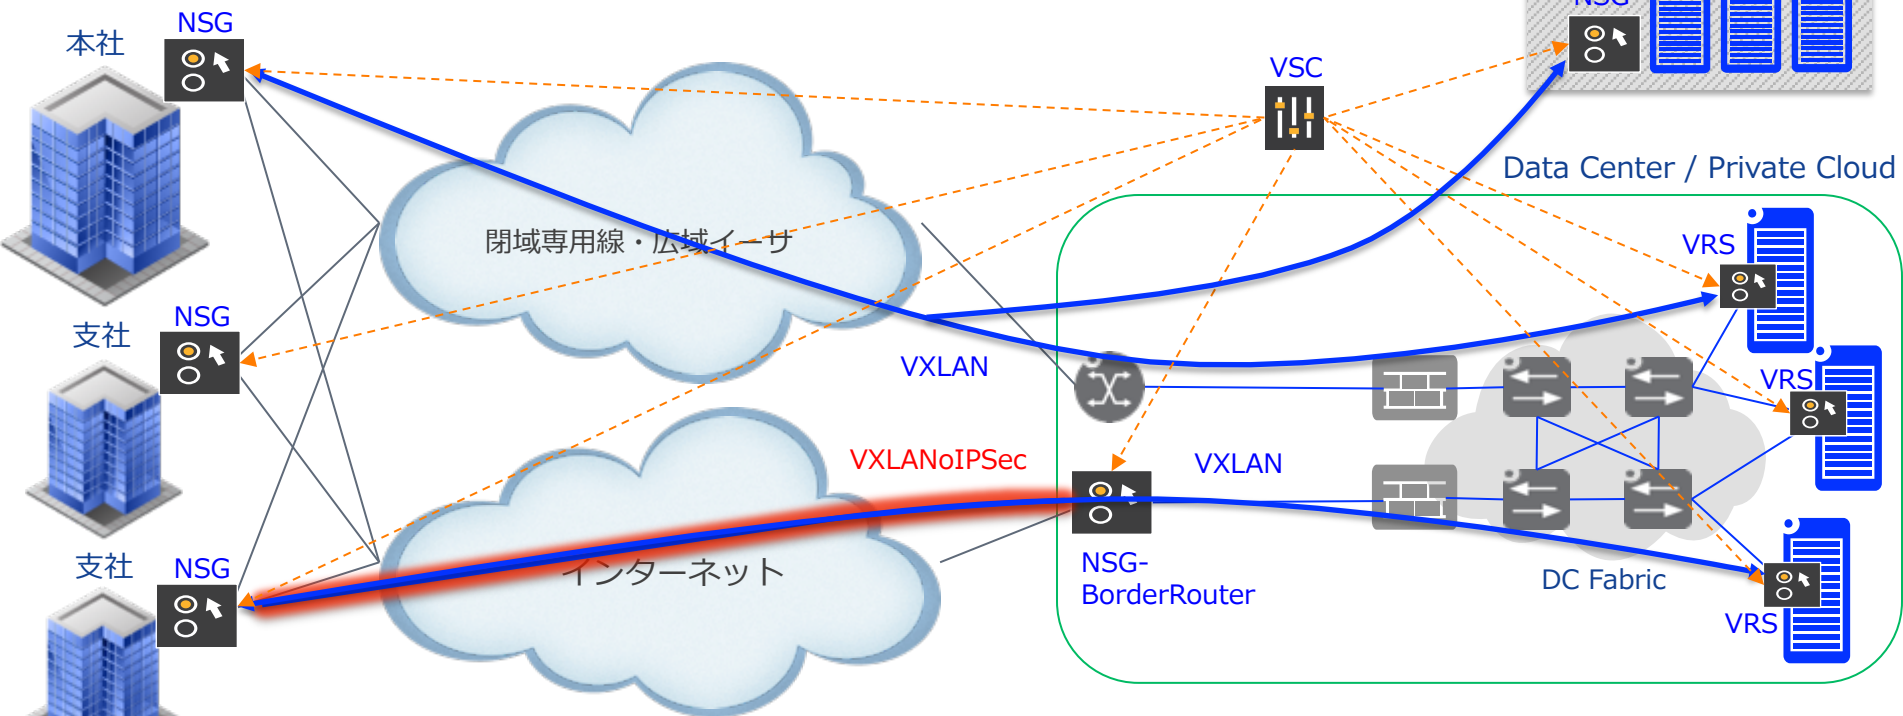 NSG
本社
NSG
VSC
Data Center / Private Cloud
閉域専用線・広域イーサ
VRS
NSG
支社
VXLAN
VRS
VXLANoIPSec
VXLAN
支社
NSG
インターネット
NSG-
BorderRouter
DC Fabric
VRS